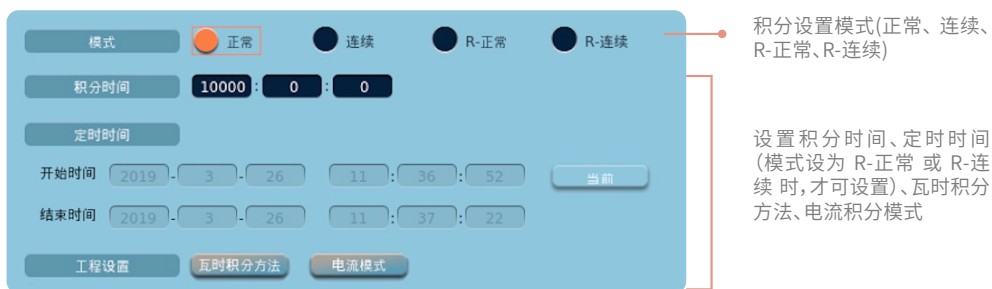 模式 正常 连续 R-正常 R-连续
积分时间 10000 : 0 : 0
定时时间
开始时间 2019 - 3 - 26 11 : 36 : 52 当前
结束时间 2019 - 3 - 26 11 : 37 : 22
工程设置 瓦时积分方法 电流模式
积分设置模式(正常、连续、
R-正常、R-连续)
设置积分时间、定时时间
（模式设为 R-正常 或 R-连
续 时,才可设置）、瓦时积分
方法、电流积分模式